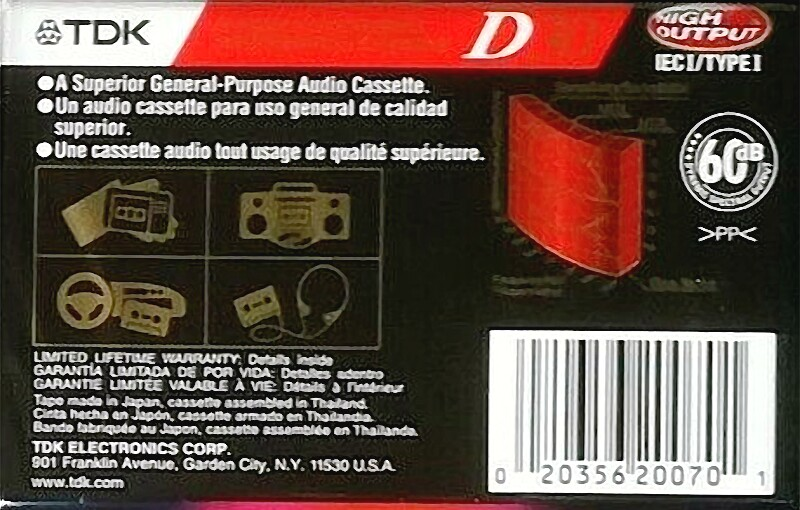 TDK
D
HIGH OUTPUT
IEC I/TYPE I
●A Superior General-Purpose Audio Cassette.
●Un audio cassette para uso general de calidad
superior.
●Une cassette audio tout usage de qualité supérieure.
60dB
>PP<
LIMITED LIFETIME WARRANTY: Details inside
GARANTÍA LIMITADA DE POR VIDA: Detalles adentro
GARANTIE LIMITÉE VALABLE À VIE: Détails à l'intérieur
Tape made in Japan, cassette assembled in Thailand.
Cinta hecha en Japón, cassette armado en Thailandia.
Bande fabriquée au Japon, cassette assemblée en Thailande.
TDK ELECTRONICS CORP.
901 Franklin Avenue, Garden City, N.Y. 11530 U.S.A.
www.tdk.com
0 20356 20070 1